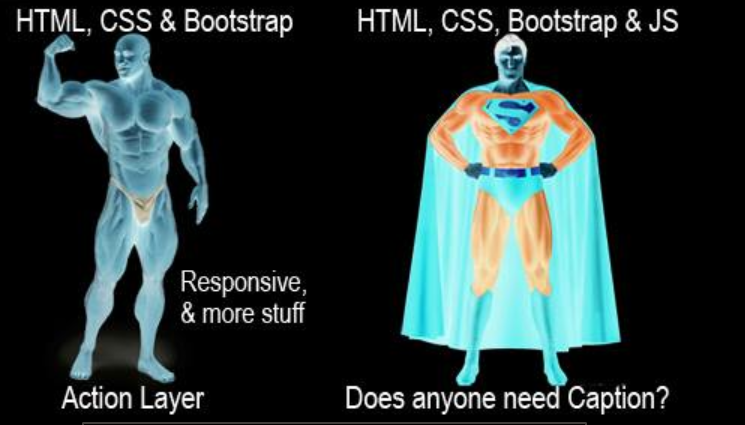 HTML, CSS & Bootstrap
HTML, CSS, Bootstrap & JS
S
Responsive,
& more stuff
Action Layer
Does anyone need Caption?